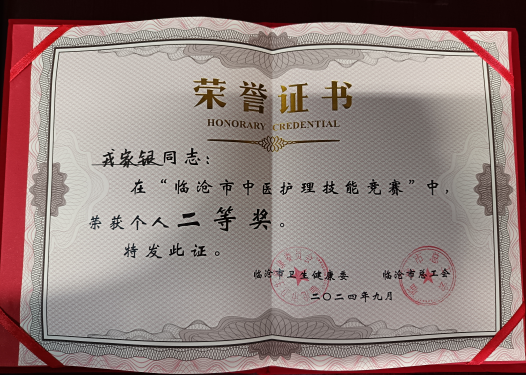 荣誉证书
HONORARY CREDENTIAL
戎家银同志：
在“临沧市中医护理技能竞赛”中，
荣获个人二等奖。
特发此证。
临沧市卫生健康委 临沧市总工会
二〇二四年九月